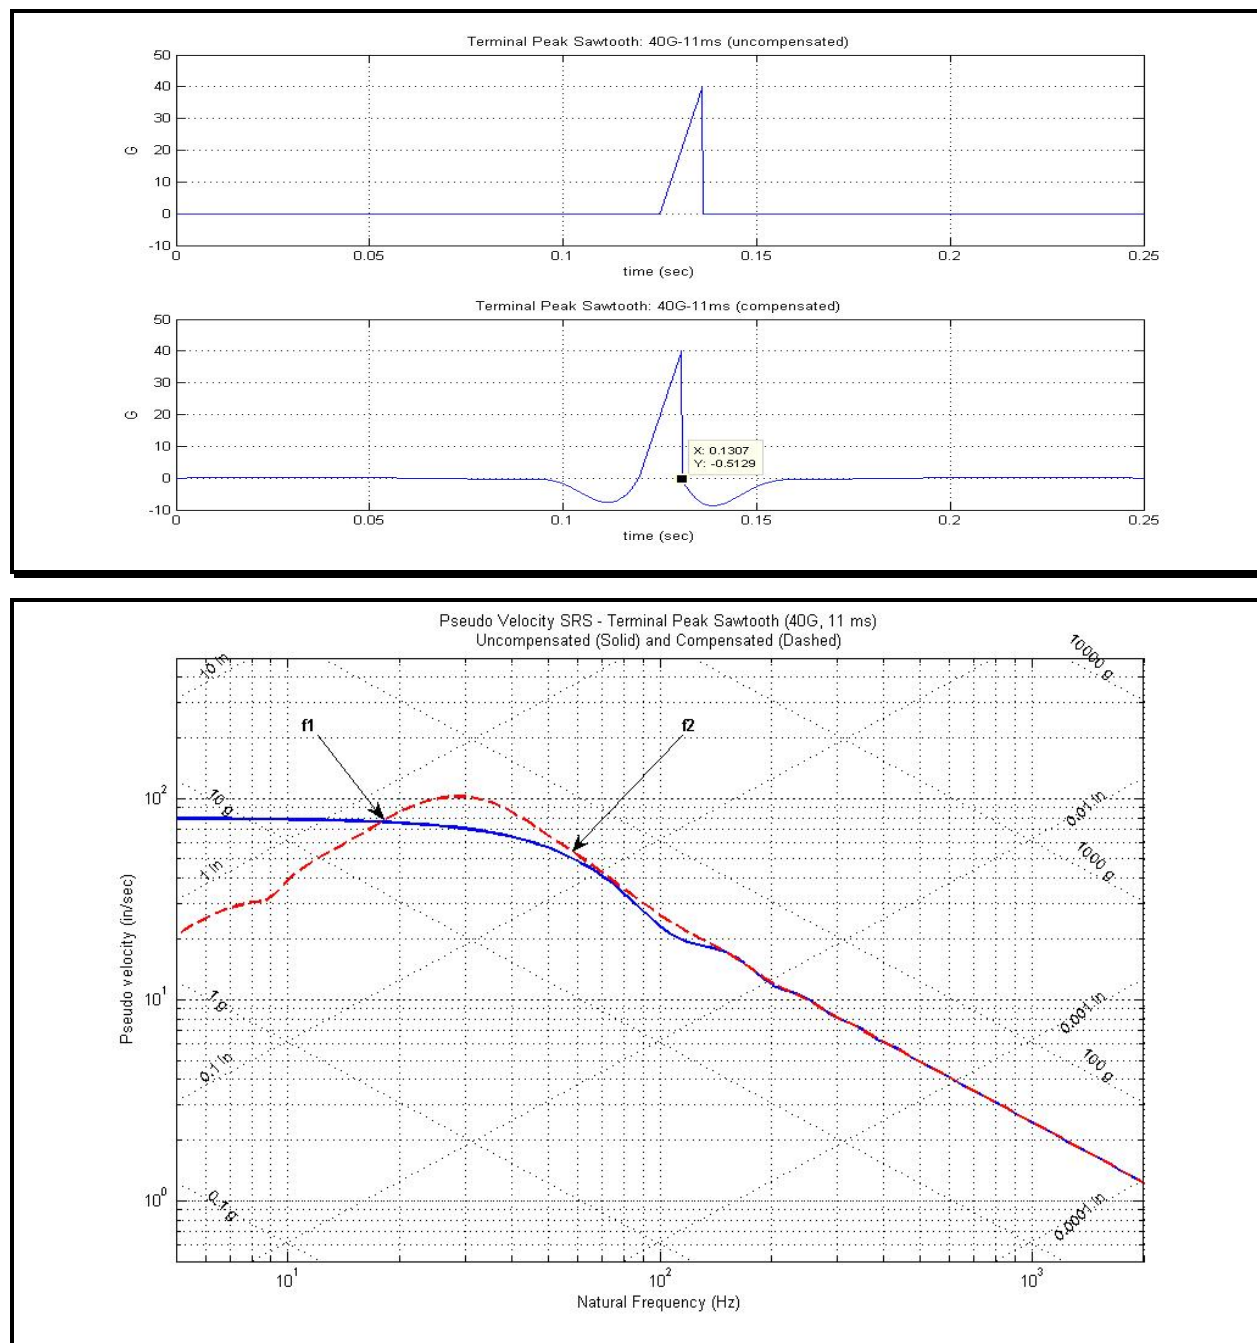 Terminal Peak Sawtooth: 40G-11ms (uncompensated)
50
40
30
20
10
0
-10
G
0
0.05
0.1
0.15
0.2
0.25
time (sec)
Terminal Peak Sawtooth: 40G-11ms (compensated)
50
40
30
20
10
0
-10
G
X: 0.1307
Y: -0.5129
0
0.05
0.1
0.15
0.2
0.25
time (sec)
Pseudo Velocity SRS - Terminal Peak Sawtooth (40G, 11 ms)
Uncompensated (Solid) and Compensated (Dashed)
10 in
10000 g
f1
f2
10 g
0.01 in
1 in
1000 g
1 g
0.001 in
0.1 in
100 g
0.1 g
0.0001 in
10²
10¹
10⁰
Pseudo velocity (in/sec)
10¹
10²
10³
Natural Frequency (Hz)